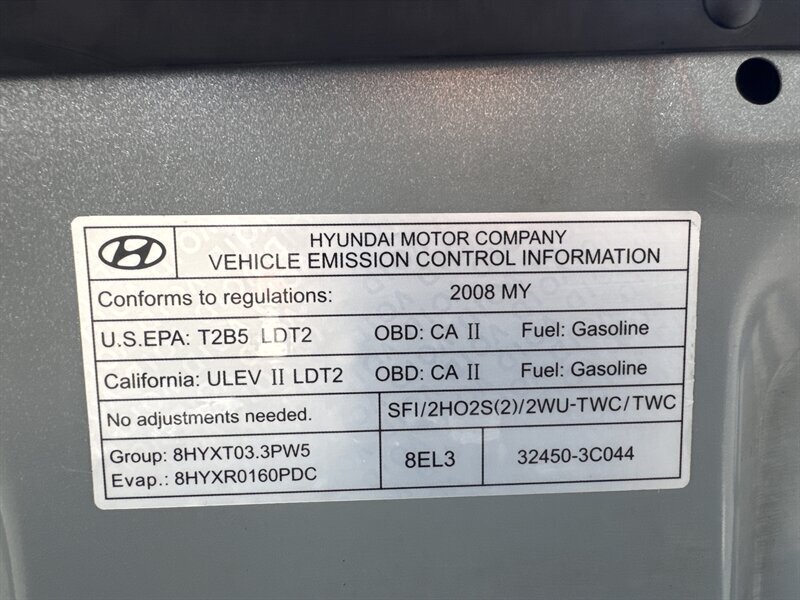 HYUNDAI MOTOR COMPANY
VEHICLE EMISSION CONTROL INFORMATION
Conforms to regulations: 2008 MY
U.S.EPA: T2B5 LDT2 OBD: CA II Fuel: Gasoline
California: ULEV II LDT2 OBD: CA II Fuel: Gasoline
No adjustments needed. SFI/2HO2S(2)/2WU-TWC/TWC
Group: 8HYXT03.3PW5
Evap.: 8HYXR0160PDC
8EL3
32450-3C044